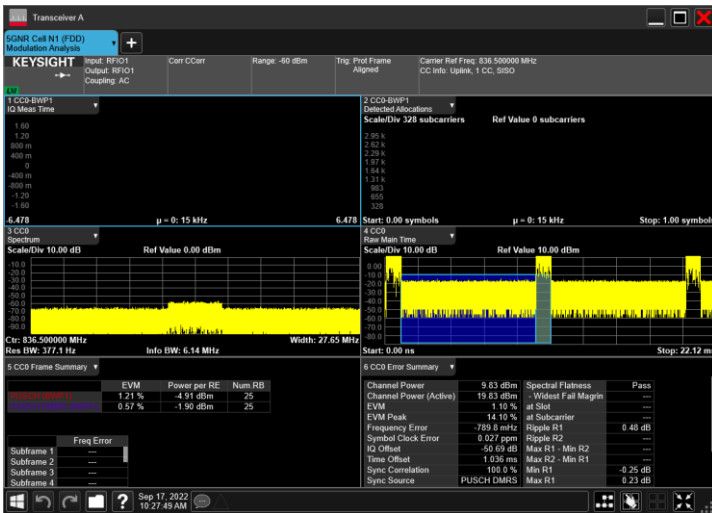 Transceiver A
5GNR Cell N1 (FDD)
Modulation Analysis
KEYSIGHT
Input: RFIO1
Output: RFIO1
Coupling: AC
Corr CCorr
Range: -60 dBm
Trig: Prot Frame
Aligned
Carrier Ref Freq: 836.500000 MHz
CC Info: Uplink, 1 CC, SISO
1 CC0-BWP1
IQ Meas Time
1.60
1.20
800 m
400 m
0
-400 m
-800 m
-1.20
-1.60
-6.478 μ = 0: 15 kHz 6.478
2 CC0-BWP1
Detected Allocations
Scale/Div 328 subcarriers Ref Value 0 subcarriers
2.95 k
2.62 k
2.29 k
1.97 k
1.64 k
1.31 k
983
655
328
Start: 0.00 symbols μ = 0: 15 kHz Stop: 1.00 symbols
3 CC0
Spectrum
Scale/Div 10.00 dB Ref Value 0.00 dBm
-10.0
-20.0
-30.0
-40.0
-50.0
-60.0
-80.0
-90.0
Ctr: 836.500000 MHz Width: 27.65 MHz
Res BW: 377.1 Hz Info BW: 6.14 MHz
4 CC0
Raw Main Time
Scale/Div 10.00 dB Ref Value 10.00 dBm
0.00
-10.0
-20.0
-30.0
-40.0
-50.0
-60.0
-80.0
Start: 0.00 ns Stop: 22.12 ms
5 CC0 Frame Summary
EVM Power per RE Num.RB
1.21 % -4.91 dBm 25
0.57 % -1.90 dBm 25
Freq Error
Subframe 1 ---
Subframe 2 ---
Subframe 3 ---
Subframe 4 ---
6 CC0 Error Summary
Channel Power 9.83 dBm Spectral Flatness Pass
Channel Power (Active) 19.83 dBm - Widest Fail Magrin ---
EVM 1.10 % at Slot ---
EVM Peak 14.10 % at Subcarrier ---
Frequency Error -789.8 mHz Ripple R1 0.48 dB
Symbol Clock Error 0.027 ppm Ripple R2 ---
IQ Offset -50.69 dB Max R1 - Min R2 ---
Time Offset 1.036 ms Max R2 - Min R1 ---
Sync Correlation 100.0 % Min R1 -0.25 dB
Sync Source PUSCH DMRS Max R1 0.23 dB
Sep 17, 2022
10:27:49 AM